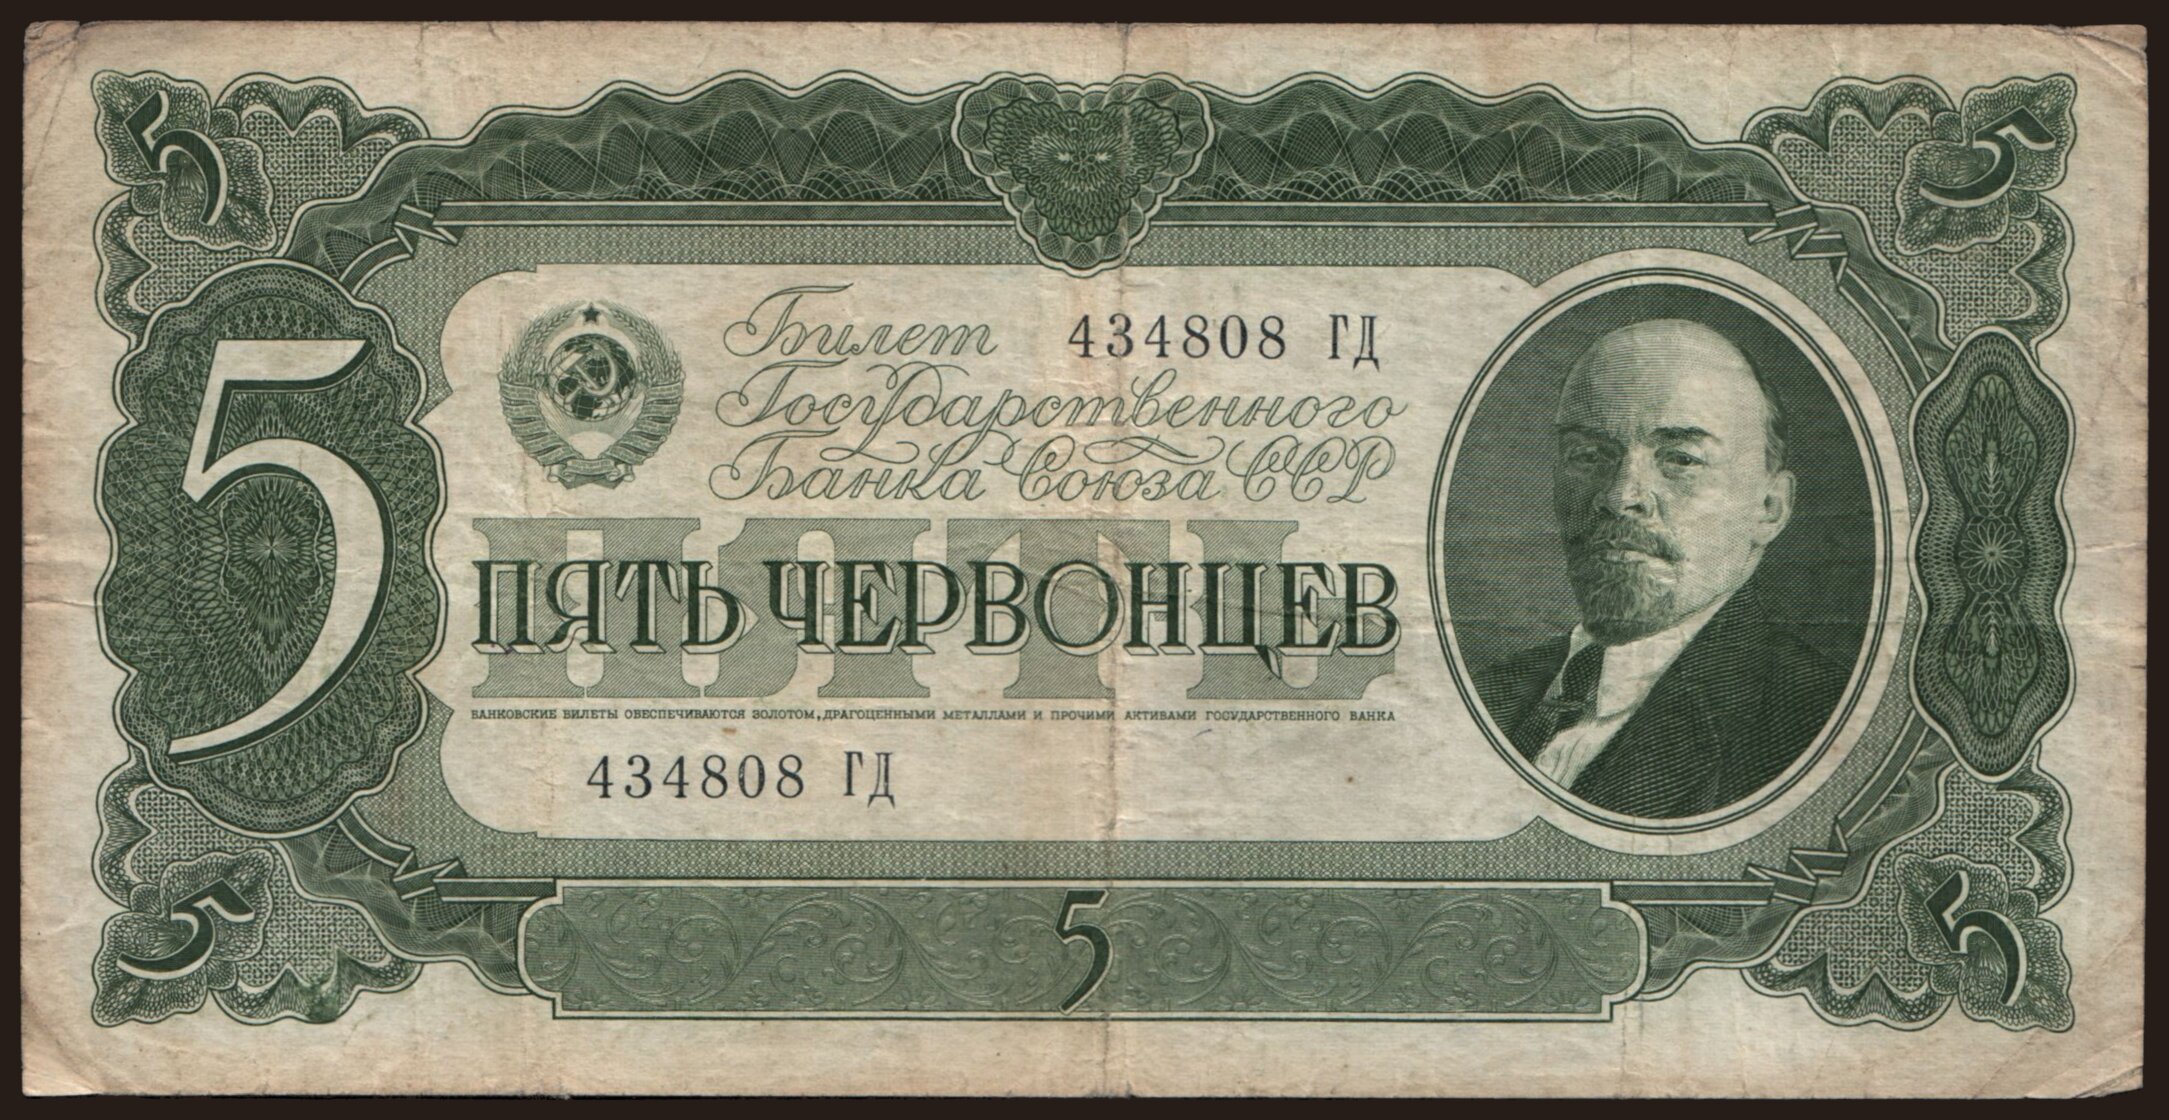 5 5
Билет 434808 ГД
Государственного
Банка Союза ССР
5
ПЯТЬ
ПЯТЬ ЧЕРВОНЦЕВ
БАНКОВСКИЕ БИЛЕТЫ ОБЕСПЕЧИВАЮТСЯ ЗОЛОТОМ, ДРАГОЦЕННЫМИ МЕТАЛЛАМИ И ПРОЧИМИ АКТИВАМИ ГОСУДАРСТВЕННОГО БАНКА
434808 ГД
5 5 5